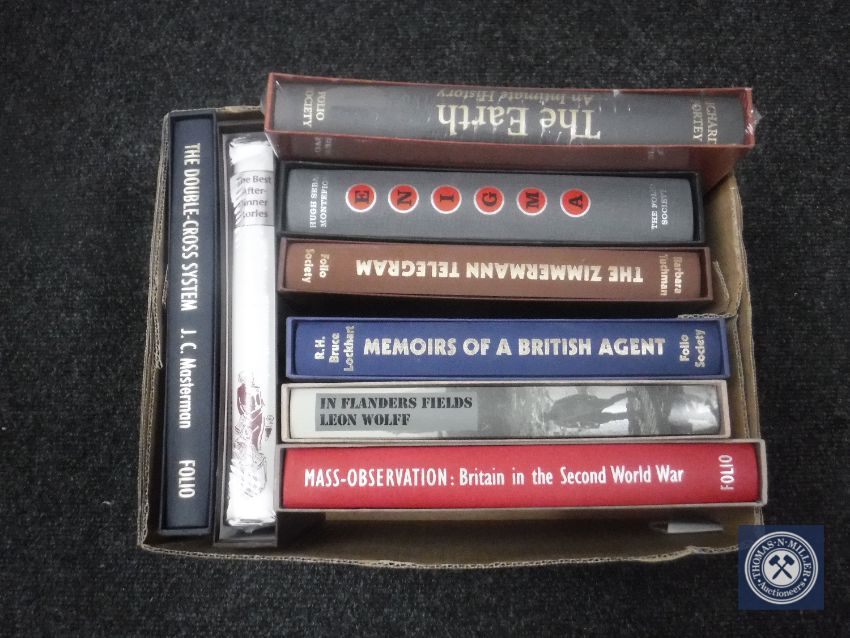 THE DOUBLE-CROSS SYSTEM J. C. Masterman FOLIO
The Best
After-
Dinner
Stories
FOLIO
SOCIETY
The Earth
An Intimate History
RICHARD
FORTEY
HUGH SEBAG
MONTEFIORE
ENIGMA
THE FOLIO
SOCIETY
Folio
Society
THE ZIMMERMANN TELEGRAM
Barbara
Tuchman
R. H.
Bruce
Lockhart
MEMOIRS OF A BRITISH AGENT
Folio
Society
IN FLANDERS FIELDS
LEON WOLFF
MASS-OBSERVATION: Britain in the Second World War
FOLIO
THOMAS·N·MILLER
Auctioneers